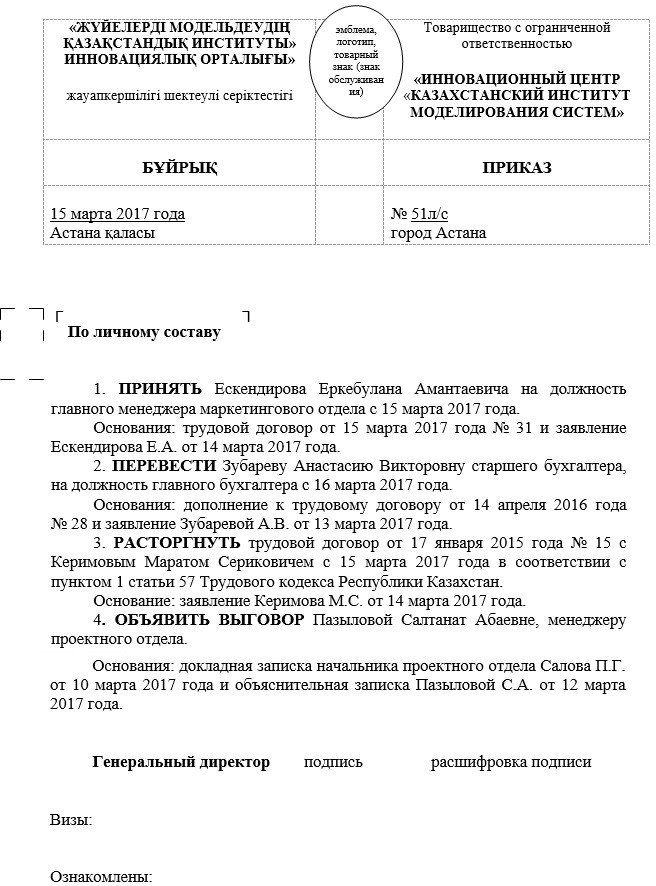 «ЖҮЙЕЛЕРДІ МОДЕЛЬДЕУДІҢ
ҚАЗАҚСТАНДЫҚ ИНСТИТУТЫ»
ИННОВАЦИЯЛЫҚ ОРТАЛЫҒЫ»
жауапкершілігі шектеулі серіктестігі
эмблема,
логотип,
товарный
знак (знак
обслуживан
ия)
Товарищество с ограниченной
ответственностью
«ИННОВАЦИОННЫЙ ЦЕНТР
«КАЗАХСТАНСКИЙ ИНСТИТУТ
МОДЕЛИРОВАНИЯ СИСТЕМ»
БҰЙРЫҚ
ПРИКАЗ
15 марта 2017 года
Астана қаласы
№ 51л/с
город Астана
По личному составу
1. ПРИНЯТЬ Ескендирова Еркебулана Амантаевича на должность
главного менеджера маркетингового отдела с 15 марта 2017 года.
Основания: трудовой договор от 15 марта 2017 года № 31 и заявление
Ескендирова Е.А. от 14 марта 2017 года.
2. ПЕРЕВЕСТИ Зубареву Анастасию Викторовну старшего бухгалтера,
на должность главного бухгалтера с 16 марта 2017 года.
Основания: дополнение к трудовому договору от 14 апреля 2016 года
№ 28 и заявление Зубаревой А.В. от 13 марта 2017 года.
3. РАСТОРГНУТЬ трудовой договор от 17 января 2015 года № 15 с
Керимовым Маратом Сериковичем с 15 марта 2017 года в соответствии с
пунктом 1 статьи 57 Трудового кодекса Республики Казахстан.
Основание: заявление Керимова М.С. от 14 марта 2017 года.
4. ОБЪЯВИТЬ ВЫГОВОР Пазыловой Салтанат Абаевне, менеджеру
проектного отдела.
Основания: докладная записка начальника проектного отдела Салова П.Г.
от 10 марта 2017 года и объяснительная записка Пазыловой С.А. от 12 марта
2017 года.
Генеральный директор подпись расшифровка подписи
Визы:
Ознакомлены: